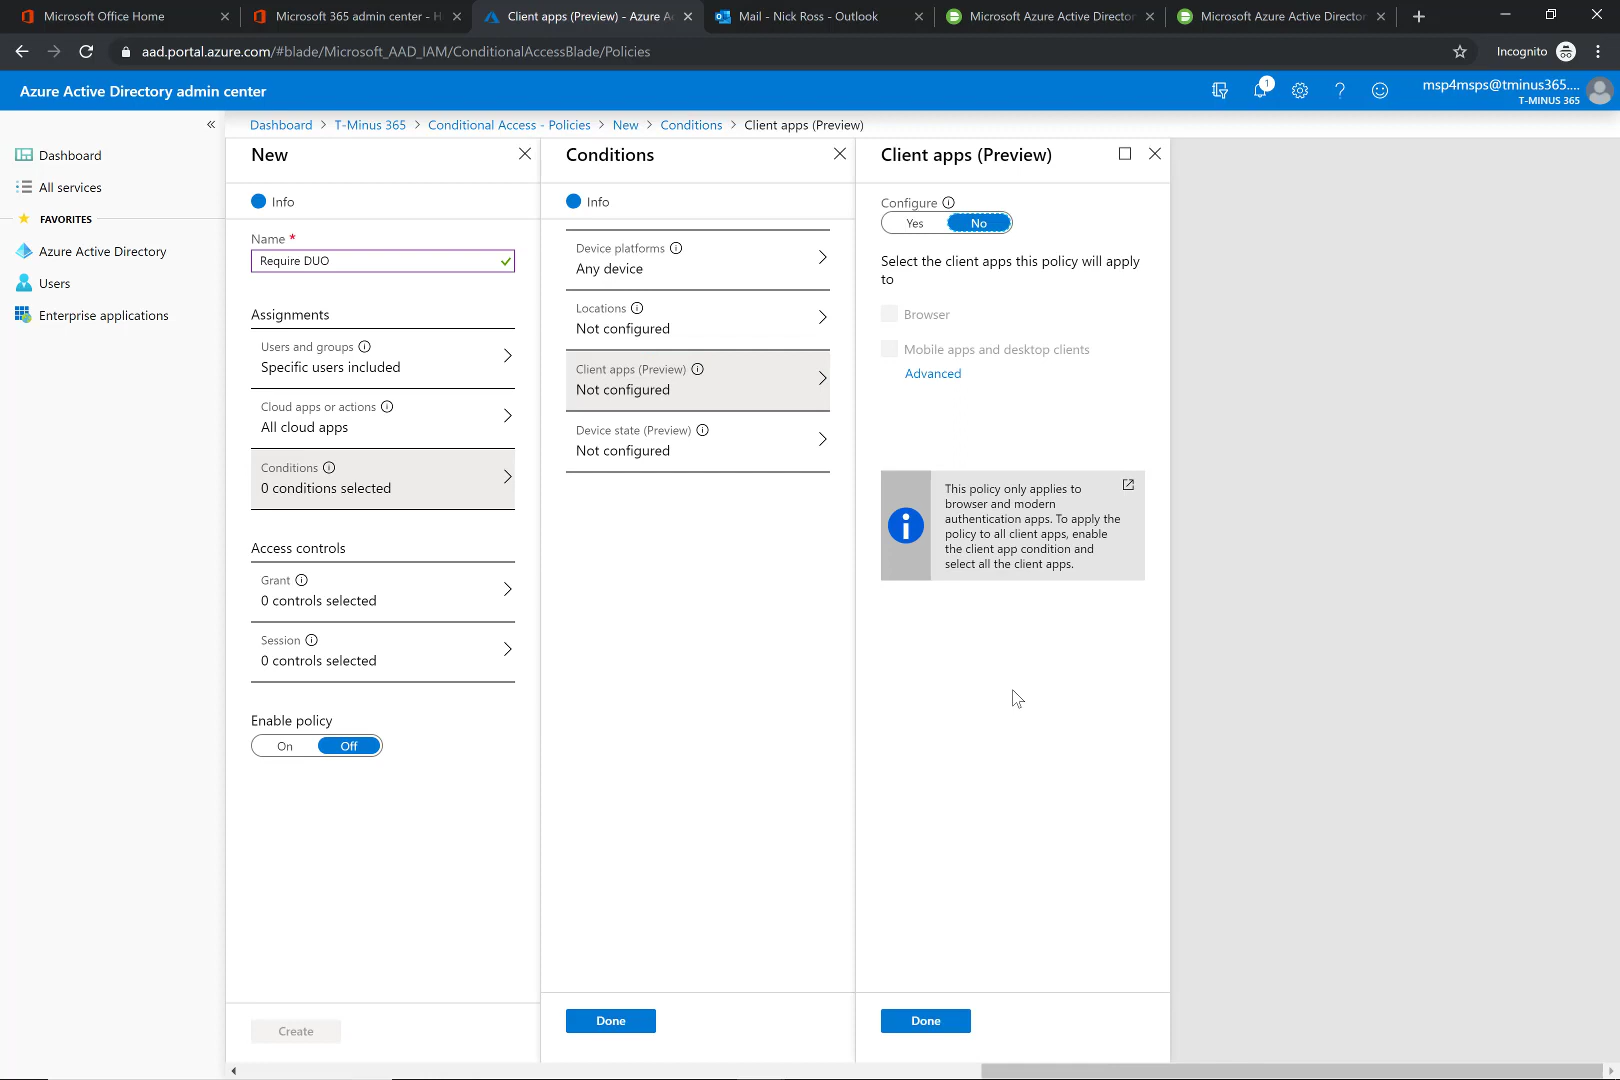 Microsoft Office Home
Microsoft 365 admin center - H
Client apps (Preview) - Azure A
Mail - Nick Ross - Outlook
Microsoft Azure Active Director
Microsoft Azure Active Director
aad.portal.azure.com/#blade/Microsoft_AAD_IAM/ConditionalAccessBlade/Policies
Incognito
Azure Active Directory admin center
1
msp4msps@tminus365....
T-MINUS 365
Dashboard > T-Minus 365 > Conditional Access - Policies > New > Conditions > Client apps (Preview)
Dashboard
All services
FAVORITES
Azure Active Directory
Users
Enterprise applications
New
Info
Name *
Require DUO
Assignments
Users and groups
Specific users included
Cloud apps or actions
All cloud apps
Conditions
0 conditions selected
Access controls
Grant
0 controls selected
Session
0 controls selected
Enable policy
On Off
Create
Conditions
Info
Device platforms
Any device
Locations
Not configured
Client apps (Preview)
Not configured
Device state (Preview)
Not configured
Done
Client apps (Preview)
Configure
Yes No
Select the client apps this policy will apply
to
Browser
Mobile apps and desktop clients
Advanced
This policy only applies to
browser and modern
authentication apps. To apply the
policy to all client apps, enable
the client app condition and
select all the client apps.
Done